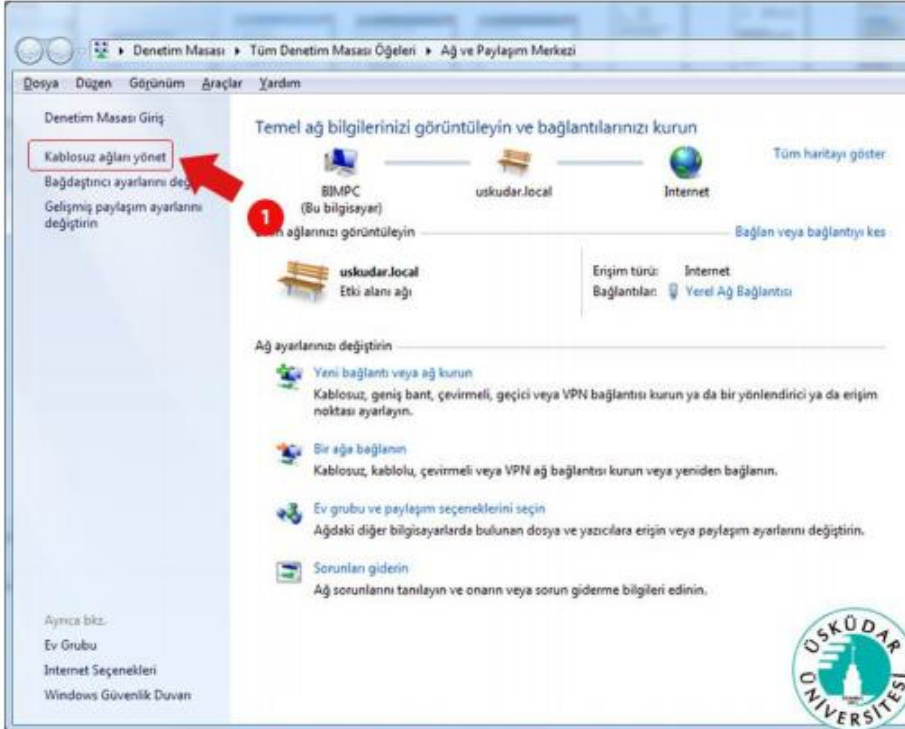 Denetim Masası ▸ Tüm Denetim Masası Öğeleri ▸ Ağ ve Paylaşım Merkezi
Dosya Düzen Görünüm Araçlar Yardım
Denetim Masası Giriş
Kablosuz ağları yönet
Bağdaştırıcı ayarlarını
Gelişmiş paylaşım ayarlarını
değiştirin
1
Temel ağ bilgilerinizi görüntüleyin ve bağlantılarınızı kurun
Tüm haritayı göster
BIMPC
(Bu bilgisayar)
uskudar.local
Internet
ağlarınızı görüntüleyin
Bağlan veya bağlantıyı kes
uskudar.local
Etki alanı ağı
Erişim türü: Internet
Bağlantılar: Yerel Ağ Bağlantısı
Ağ ayarlarınızı değiştirin
Yeni bağlantı veya ağ kurun
Kablosuz, geniş bant, çevirmeli, geçici veya VPN bağlantısı kurun ya da bir yönlendirici ya da erişim
noktası ayarlayın.
Bir ağa bağlanın
Kablosuz, kablolu, çevirmeli veya VPN ağ bağlantısı kurun veya yeniden bağlanın.
Ev grubu ve paylaşım seçeneklerini seçin
Ağdaki diğer bilgisayarlarda bulunan dosya ve yazıcılara erişin veya paylaşım ayarlarını değiştirin.
Sorunları giderin
Ağ sorunlarını tanılayın ve onarın veya sorun giderme bilgileri edinin.
Ayrıca bkz.
Ev Grubu
Internet Seçenekleri
Windows Güvenlik Duvarı
ÜSKÜDAR
ÜNİVERSİTESİ